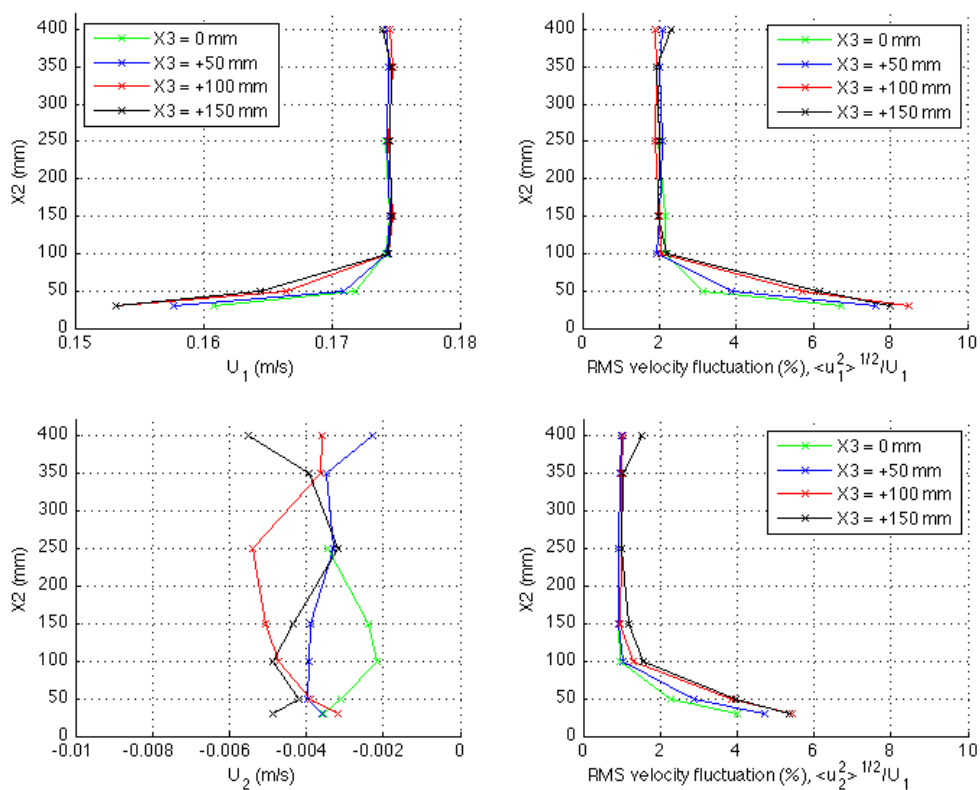 400
350
300
250
200
150
100
50
0
X2 (mm)
X3 = 0 mm
X3 = +50 mm
X3 = +100 mm
X3 = +150 mm
0.15 0.16 0.17 0.18
U1 (m/s)
400
350
300
250
200
150
100
50
0
X2 (mm)
X3 = 0 mm
X3 = +50 mm
X3 = +100 mm
X3 = +150 mm
0 2 4 6 8 10
RMS velocity fluctuation (%), <u1^2>^1/2/U1
400
350
300
250
200
150
100
50
0
X2 (mm)
-0.01 -0.008 -0.006 -0.004 -0.002 0
U2 (m/s)
400
350
300
250
200
150
100
50
0
X2 (mm)
X3 = 0 mm
X3 = +50 mm
X3 = +100 mm
X3 = +150 mm
0 2 4 6 8 10
RMS velocity fluctuation (%), <u2^2>^1/2/U1